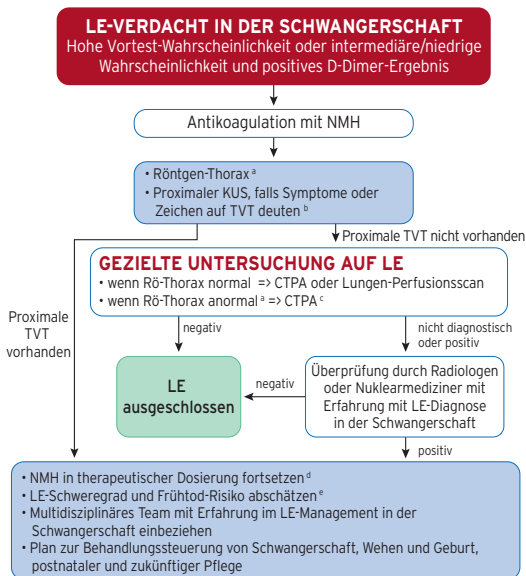 LE-VERDACHT IN DER SCHWANGERSCHAFT
Hohe Vortest-Wahrscheinlichkeit oder intermediäre/niedrige
Wahrscheinlichkeit und positives D-Dimer-Ergebnis
Antikoagulation mit NMH
• Röntgen-Thorax a
• Proximaler KUS, falls Symptome oder
Zeichen auf TVT deuten b
Proximale TVT nicht vorhanden
GEZIELTE UNTERSUCHUNG AUF LE
• wenn Rö-Thorax normal => CTPA oder Lungen-Perfusionsscan
• wenn Rö-Thorax anormal a => CTPA c
Proximale
TVT
vorhanden
negativ
nicht diagnostisch
oder positiv
LE
ausgeschlossen
negativ
Überprüfung durch Radiologen
oder Nuklearmediziner mit
Erfahrung mit LE-Diagnose
in der Schwangerschaft
positiv
• NMH in therapeutischer Dosierung fortsetzen d
• LE-Schweregrad und Frühtod-Risiko abschätzen e
• Multidisziplinäres Team mit Erfahrung im LE-Management in der
Schwangerschaft einbeziehen
• Plan zur Behandlungssteuerung von Schwangerschaft, Wehen und Geburt,
postnataler und zukünftiger Pflege